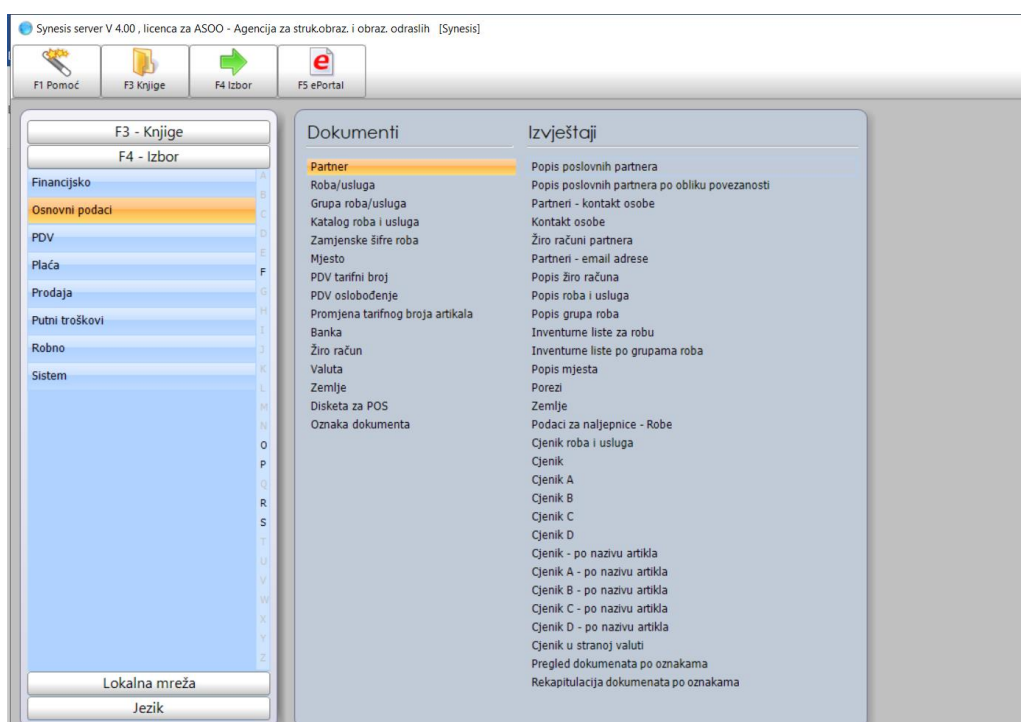 Synesis server V 4.00 , licenca za ASOO - Agencija za struk.obraz. i obraz. odraslih [Synesis]
F1 Pomoć
F3 Knjige
F4 Izbor
F5 ePortal
F3 - Knjige
F4 - Izbor
Financijsko
Osnovni podaci
PDV
Plaća
Prodaja
Putni troškovi
Robno
Sistem
A
B
C
D
E
F
G
H
I
J
K
L
M
N
O
P
Q
R
S
T
U
V
W
X
Y
Z
Lokalna mreža
Jezik
Dokumenti
Partner
Roba/usluga
Grupa roba/usluga
Katalog roba i usluga
Zamjenske šifre roba
Mjesto
PDV tarifni broj
PDV oslobođenje
Promjena tarifnog broja artikala
Banka
Žiro račun
Valuta
Zemlje
Disketa za POS
Oznaka dokumenta
Izvještaji
Popis poslovnih partnera
Popis poslovnih partnera po obliku povezanosti
Partneri - kontakt osobe
Kontakt osobe
Žiro računi partnera
Partneri - email adrese
Popis žiro računa
Popis roba i usluga
Popis grupa roba
Inventurne liste za robu
Inventurne liste po grupama roba
Popis mjesta
Porezi
Zemlje
Podaci za naljepnice - Robe
Cjenik roba i usluga
Cjenik
Cjenik A
Cjenik B
Cjenik C
Cjenik D
Cjenik - po nazivu artikla
Cjenik A - po nazivu artikla
Cjenik B - po nazivu artikla
Cjenik C - po nazivu artikla
Cjenik D - po nazivu artikla
Cjenik u stranoj valuti
Pregled dokumenata po oznakama
Rekapitulacija dokumenata po oznakama